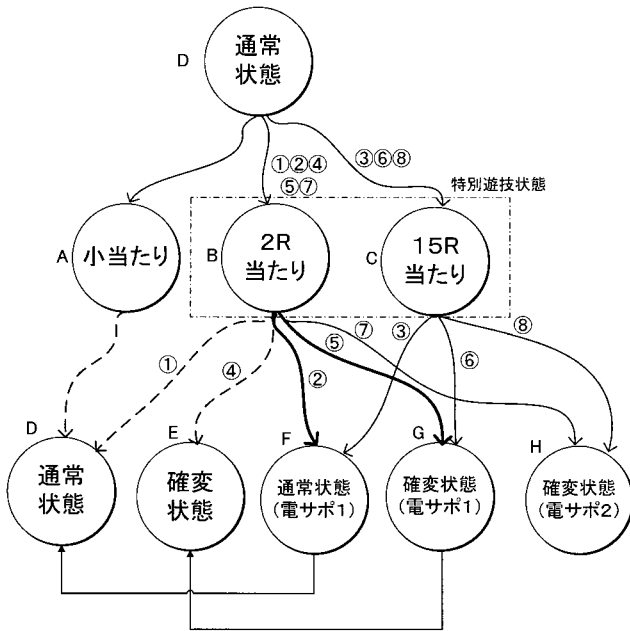 D
通常
状態
①②④
⑤⑦
③⑥⑧
特別遊技状態
A
小当たり
B
2R
当たり
C
15R
当たり
①
④
②
⑤
⑦
③
⑥
⑧
D
通常
状態
E
確変
状態
F
通常状態
(電サポ1)
G
確変状態
(電サポ1)
H
確変状態
(電サポ2)